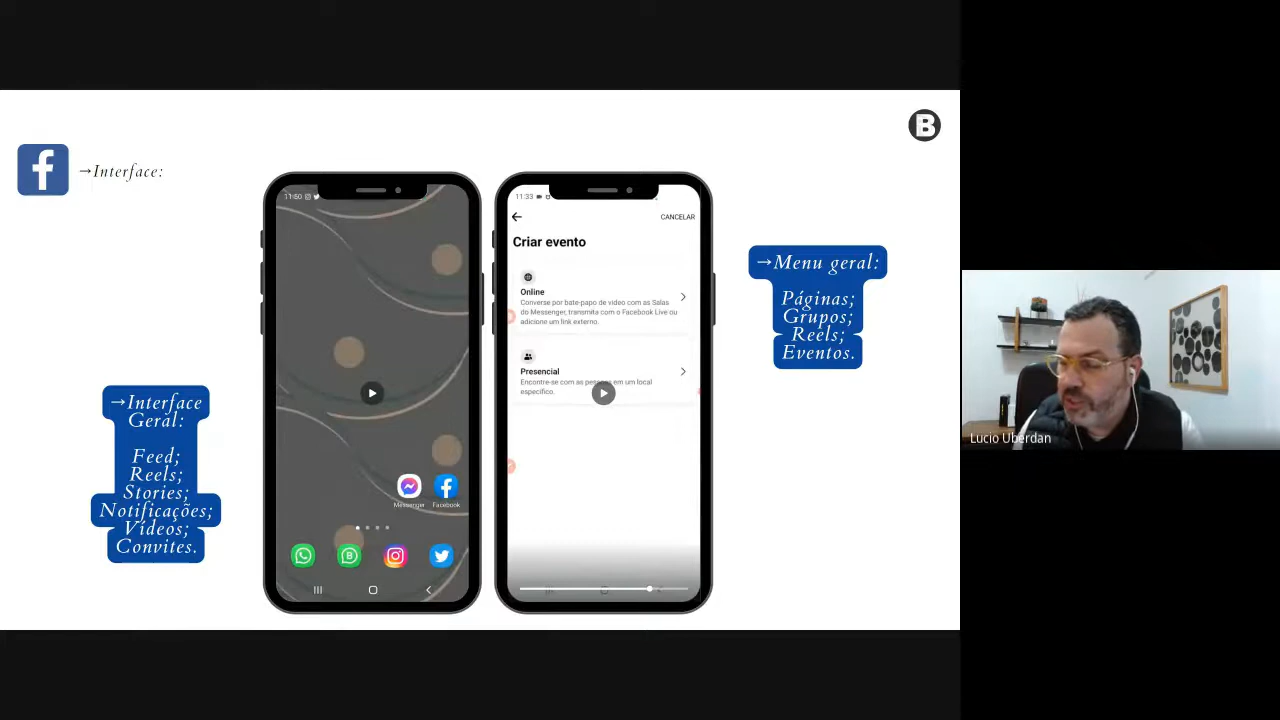 B
f
→Interface:
11:50
Messenger
Facebook
B
11:33
CANCELAR
Criar evento
Online
Converse por bate-papo de vídeo com as Salas
do Messenger, transmita com o Facebook Live ou
adicione um link externo.
Presencial
Encontre-se com as pessoas em um local
específico.
→Interface
Geral:
Feed;
Reels;
Stories;
Notificações;
Vídeos;
Convites.
→Menu geral:
Páginas;
Grupos;
Reels;
Eventos.
Lucio Uberdan